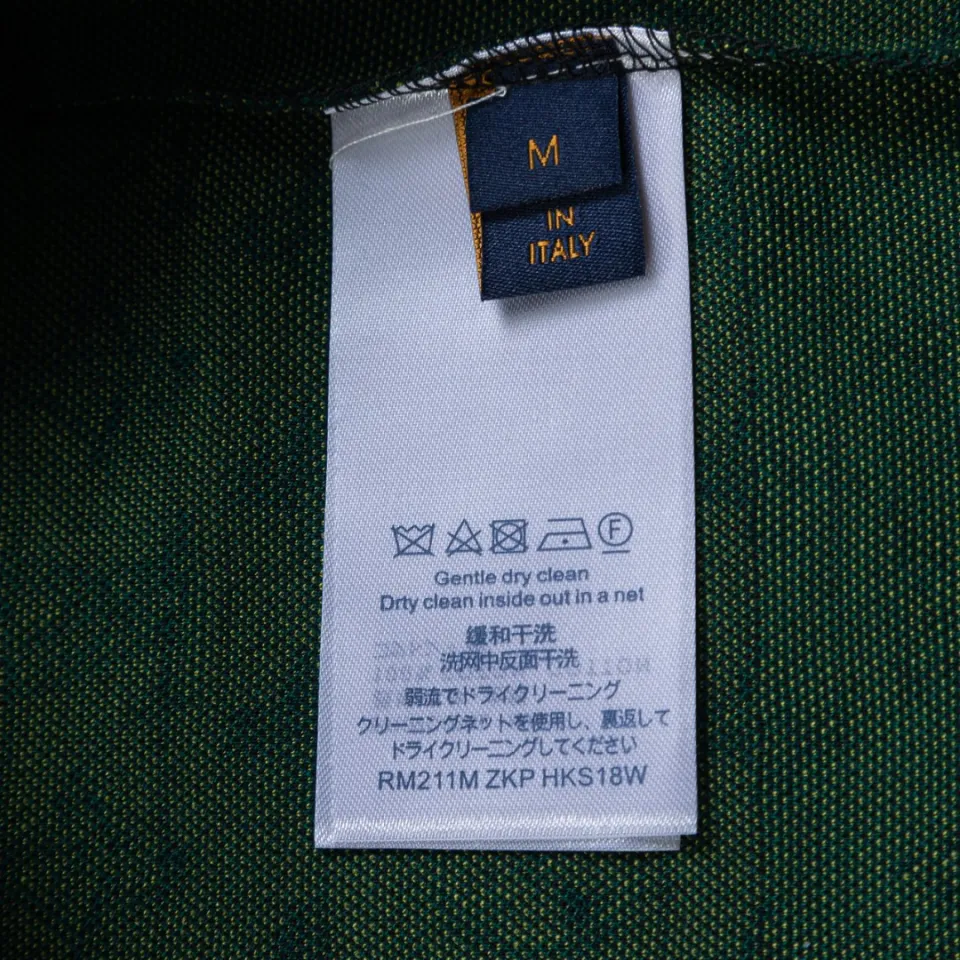 M
IN
ITALY
F
Gentle dry clean
Drty clean inside out in a net
缓和干洗
洗网中反面干洗
弱流でドライクリーニング
クリーニングネットを使用し、裏返して
ドライクリーニングしてください
RM211M ZKP HKS18W